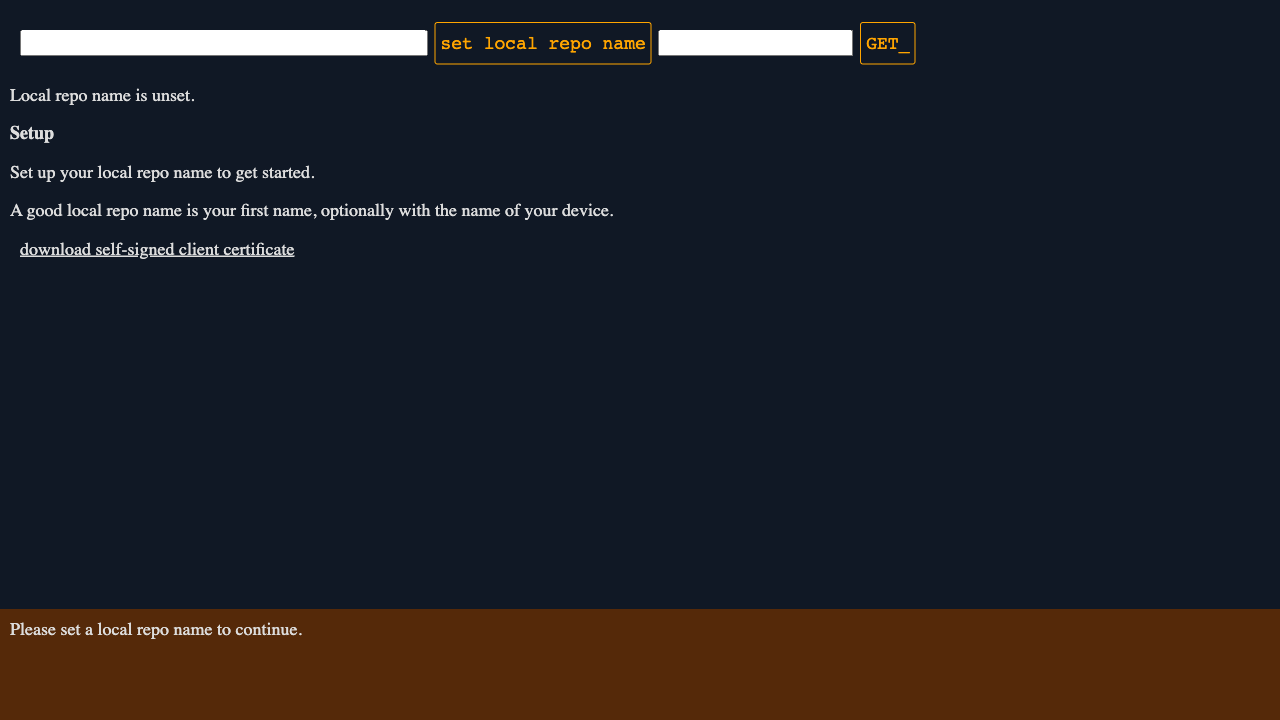 set local repo name GET_
Local repo name is unset.
Setup
Set up your local repo name to get started.
A good local repo name is your first name, optionally with the name of your device.
download self-signed client certificate
Please set a local repo name to continue.